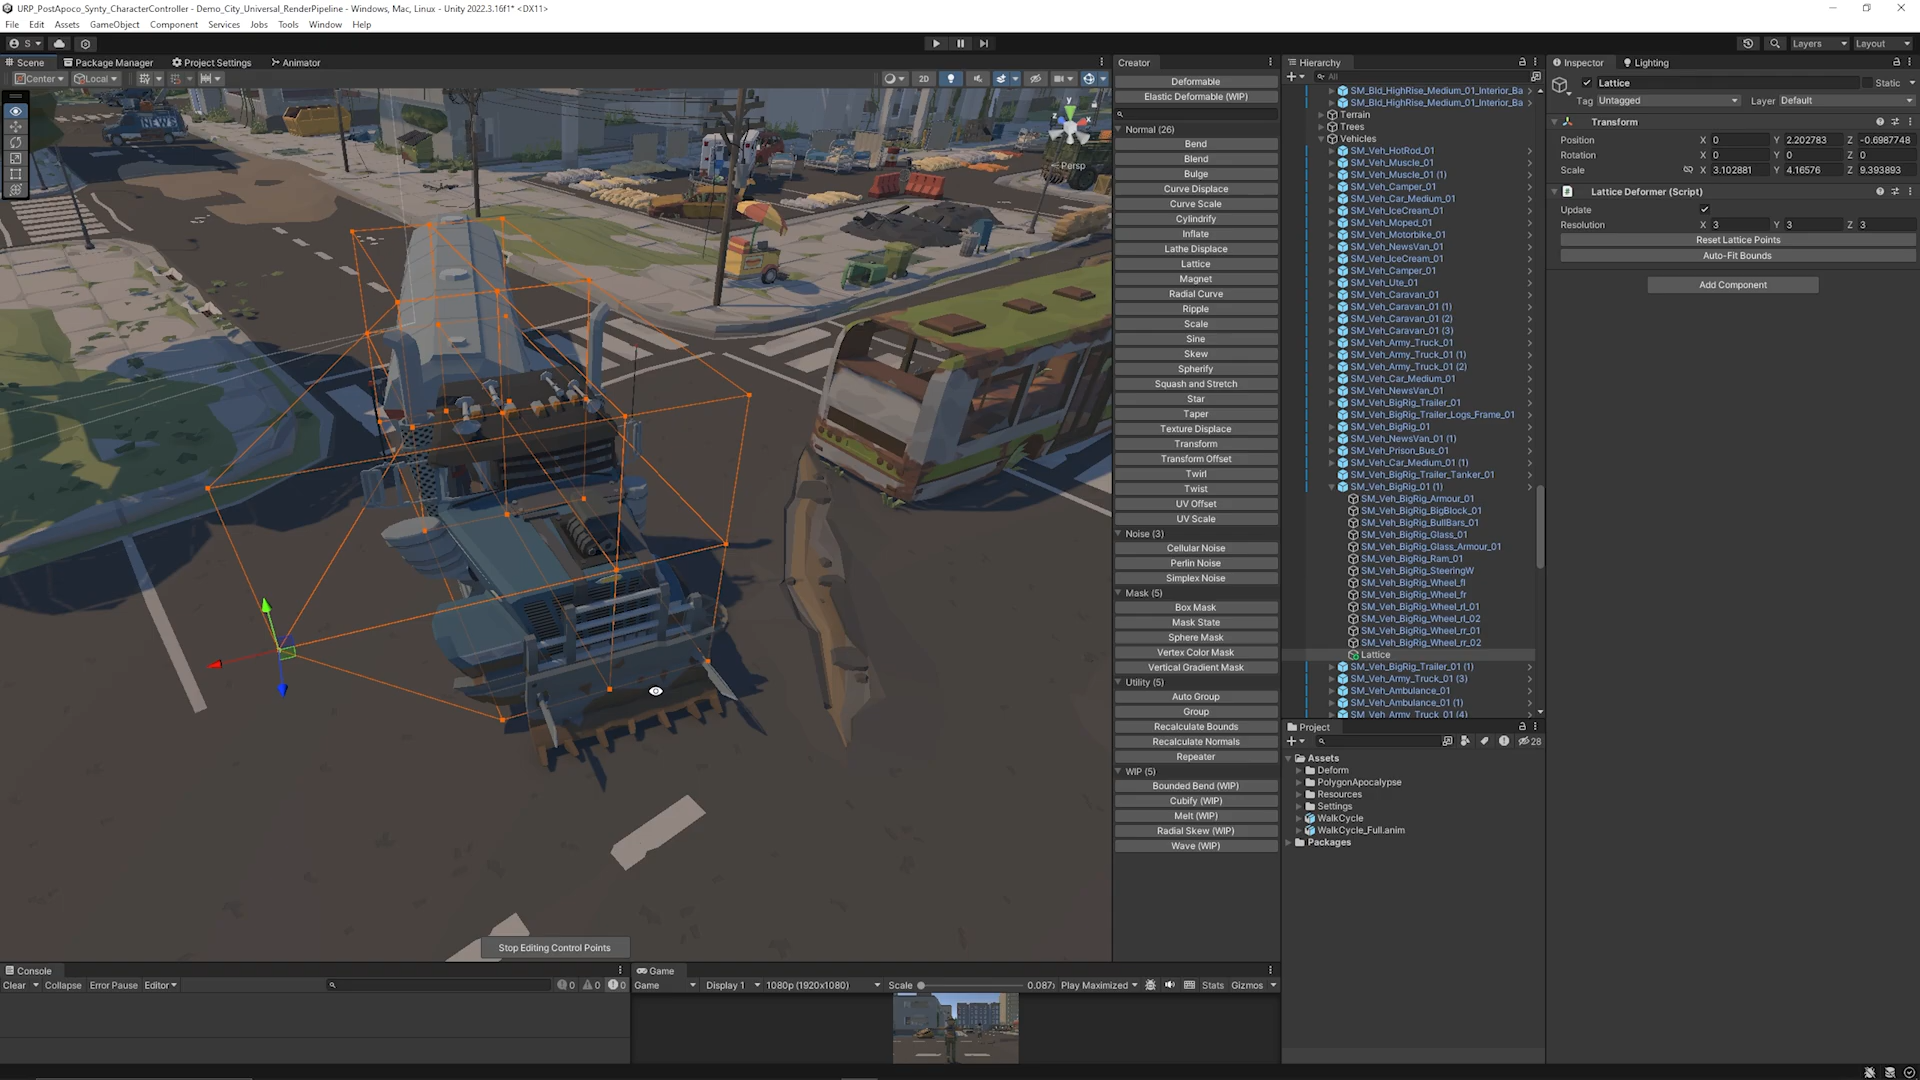 URP_PostApoco_Synty_CharacterController - Demo_City_Universal_RenderPipeline - Windows, Mac, Linux - Unity 2022.3.16f1* <DX11>
File Edit Assets GameObject Component Services Jobs Tools Window Help
S
Layers Layout
Scene Package Manager Project Settings Animator
Center Local 2D
NEWS
y
z x
Persp
Stop Editing Control Points
Creator
Deformable
Elastic Deformable (WIP)
Normal (26)
Bend
Blend
Bulge
Curve Displace
Curve Scale
Cylindrify
Inflate
Lathe Displace
Lattice
Magnet
Radial Curve
Ripple
Scale
Sine
Skew
Spherify
Squash and Stretch
Star
Taper
Texture Displace
Transform
Transform Offset
Twirl
Twist
UV Offset
UV Scale
Noise (3)
Cellular Noise
Perlin Noise
Simplex Noise
Mask (5)
Box Mask
Mask State
Sphere Mask
Vertex Color Mask
Vertical Gradient Mask
Utility (5)
Auto Group
Group
Recalculate Bounds
Recalculate Normals
Repeater
WIP (5)
Bounded Bend (WIP)
Cubify (WIP)
Melt (WIP)
Radial Skew (WIP)
Wave (WIP)
Hierarchy
All
SM_Bld_HighRise_Medium_01_Interior_Ba
SM_Bld_HighRise_Medium_01_Interior_Ba
Terrain
Trees
Vehicles
SM_Veh_HotRod_01
SM_Veh_Muscle_01
SM_Veh_Muscle_01 (1)
SM_Veh_Camper_01
SM_Veh_Car_Medium_01
SM_Veh_IceCream_01
SM_Veh_Moped_01
SM_Veh_Motorbike_01
SM_Veh_NewsVan_01
SM_Veh_IceCream_01
SM_Veh_Camper_01
SM_Veh_Ute_01
SM_Veh_Caravan_01
SM_Veh_Caravan_01 (1)
SM_Veh_Caravan_01 (2)
SM_Veh_Caravan_01 (3)
SM_Veh_Army_Truck_01
SM_Veh_Army_Truck_01 (1)
SM_Veh_Army_Truck_01 (2)
SM_Veh_Car_Medium_01
SM_Veh_NewsVan_01
SM_Veh_BigRig_Trailer_01
SM_Veh_BigRig_Trailer_Logs_Frame_01
SM_Veh_BigRig_01
SM_Veh_NewsVan_01 (1)
SM_Veh_Prison_Bus_01
SM_Veh_Car_Medium_01 (1)
SM_Veh_BigRig_Trailer_Tanker_01
SM_Veh_BigRig_01 (1)
SM_Veh_BigRig_Armour_01
SM_Veh_BigRig_BigBlock_01
SM_Veh_BigRig_BullBars_01
SM_Veh_BigRig_Glass_01
SM_Veh_BigRig_Glass_Armour_01
SM_Veh_BigRig_Ram_01
SM_Veh_BigRig_SteeringW
SM_Veh_BigRig_Wheel_fl
SM_Veh_BigRig_Wheel_fr
SM_Veh_BigRig_Wheel_rl_01
SM_Veh_BigRig_Wheel_rl_02
SM_Veh_BigRig_Wheel_rr_01
SM_Veh_BigRig_Wheel_rr_02
Lattice
SM_Veh_BigRig_Trailer_01 (1)
SM_Veh_Army_Truck_01 (3)
SM_Veh_Ambulance_01
SM_Veh_Ambulance_01 (1)
SM_Veh_Army_Truck_01 (4)
Project
28
Assets
Deform
PolygonApocalypse
Resources
Settings
WalkCycle
WalkCycle_Full.anim
Packages
Inspector Lighting
Lattice Static
Tag Untagged Layer Default
Transform
Position X 0 Y 2.202783 Z -0.6987748
Rotation X 0 Y 0 Z 0
Scale X 3.102881 Y 4.16576 Z 9.393893
Lattice Deformer (Script)
Update
Resolution X 3 Y 3 Z 3
Reset Lattice Points
Auto-Fit Bounds
Add Component
Console
Clear Collapse Error Pause Editor 0 0 0
Game
Game Display 1 1080p (1920x1080) Scale 0.087x Play Maximized Stats Gizmos